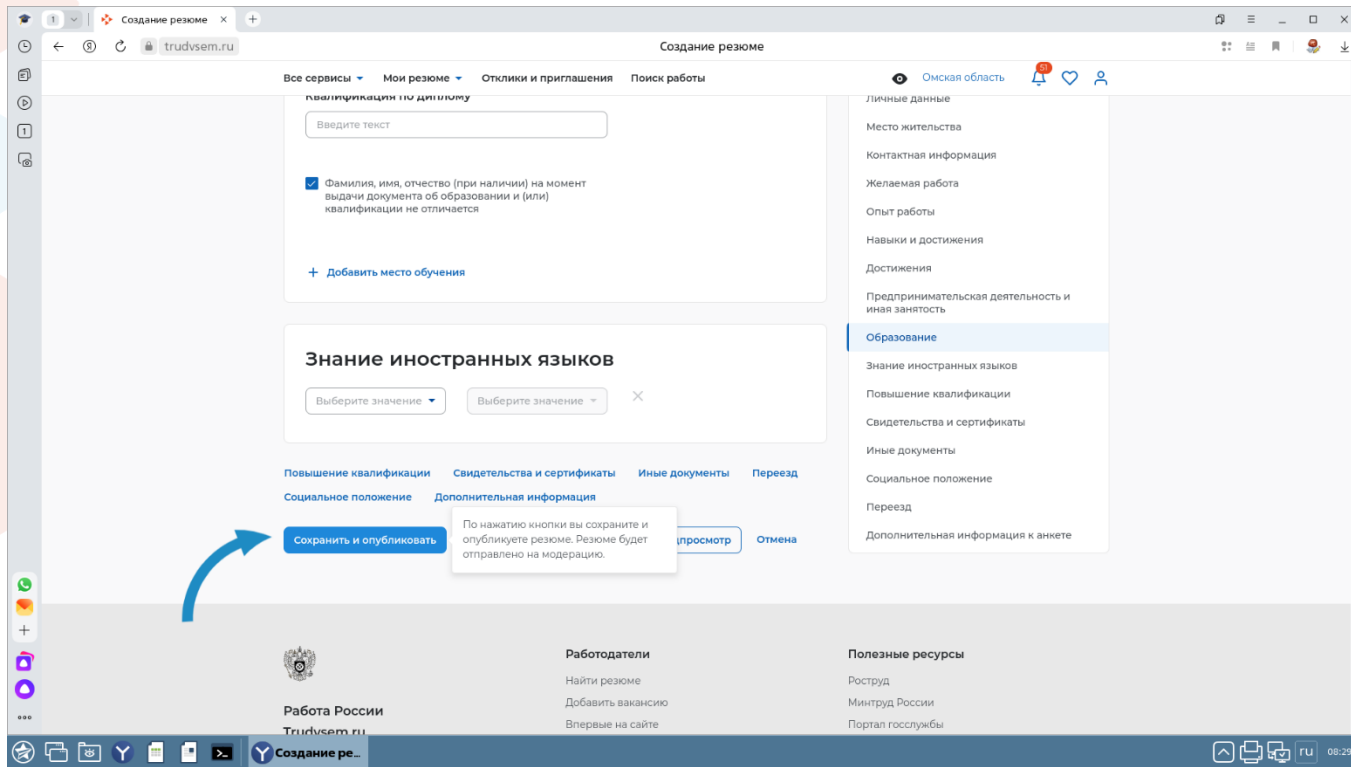 1
Создание резюме
trudvsem.ru
Создание резюме
Все сервисы
Мои резюме
Отклики и приглашения
Поиск работы
Омская область
51
1
Квалификация по диплому
Введите текст
Фамилия, имя, отчество (при наличии) на момент
выдачи документа об образовании и (или)
квалификации не отличается
+ Добавить место обучения
Знание иностранных языков
Выберите значение
Выберите значение
Повышение квалификации
Свидетельства и сертификаты
Иные документы
Переезд
Социальное положение
Дополнительная информация
Сохранить и опубликовать
По нажатию кнопки вы сохраните и
опубликуете резюме. Резюме будет
отправлено на модерацию.
дпросмотр
Отмена
Личные данные
Место жительства
Контактная информация
Желаемая работа
Опыт работы
Навыки и достижения
Достижения
Предпринимательская деятельность и
иная занятость
Образование
Знание иностранных языков
Повышение квалификации
Свидетельства и сертификаты
Иные документы
Социальное положение
Переезд
Дополнительная информация к анкете
Работа России
Trudvsem.ru
Работодатели
Найти резюме
Добавить вакансию
Впервые на сайте
Полезные ресурсы
Роструд
Минтруд России
Портал госслужбы
Создание ре...
ru
08:29